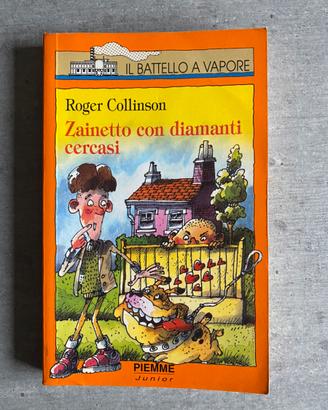 IL BATTELLO A VAPORE
Roger Collinson
Zainetto con diamanti
cercasi
PIEMME
Junior